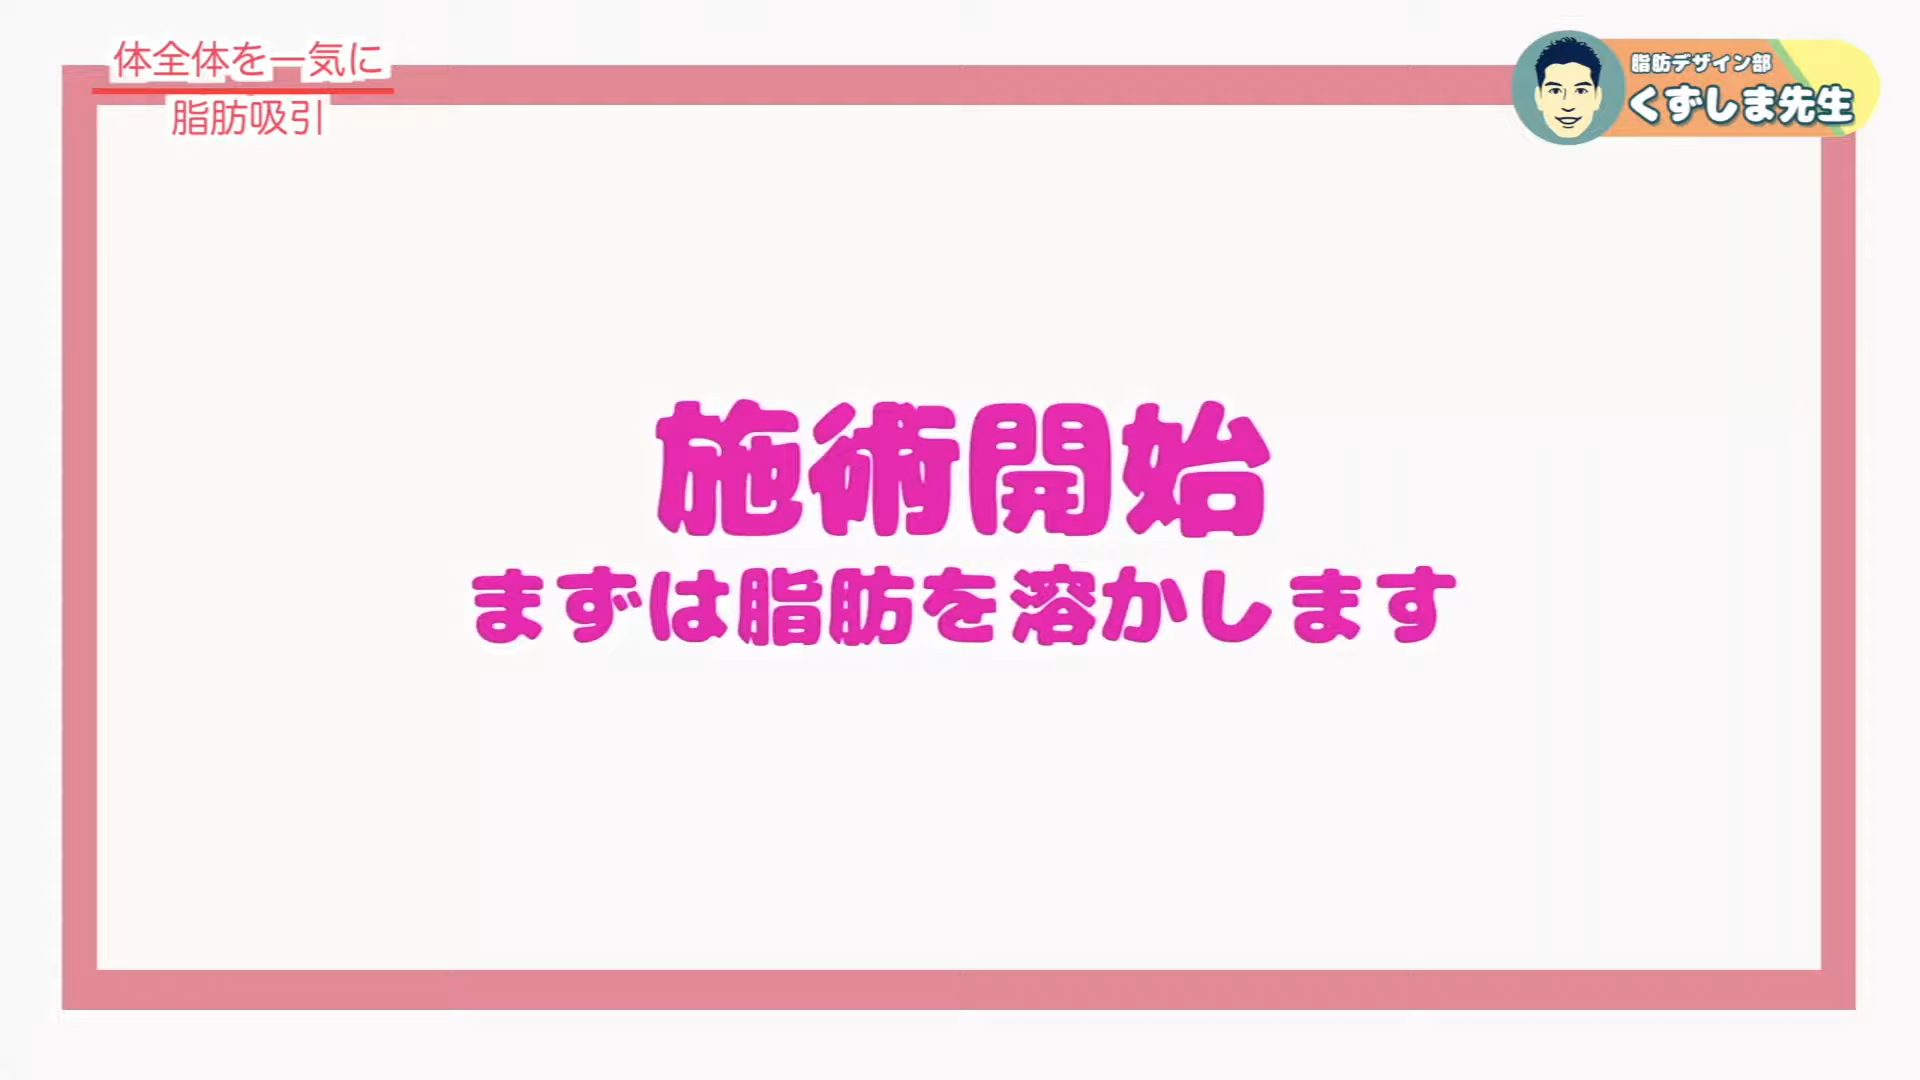 体全体を一気に
脂肪吸引
脂肪デザイン部
くずしま先生
施術開始
まずは脂肪を溶かします